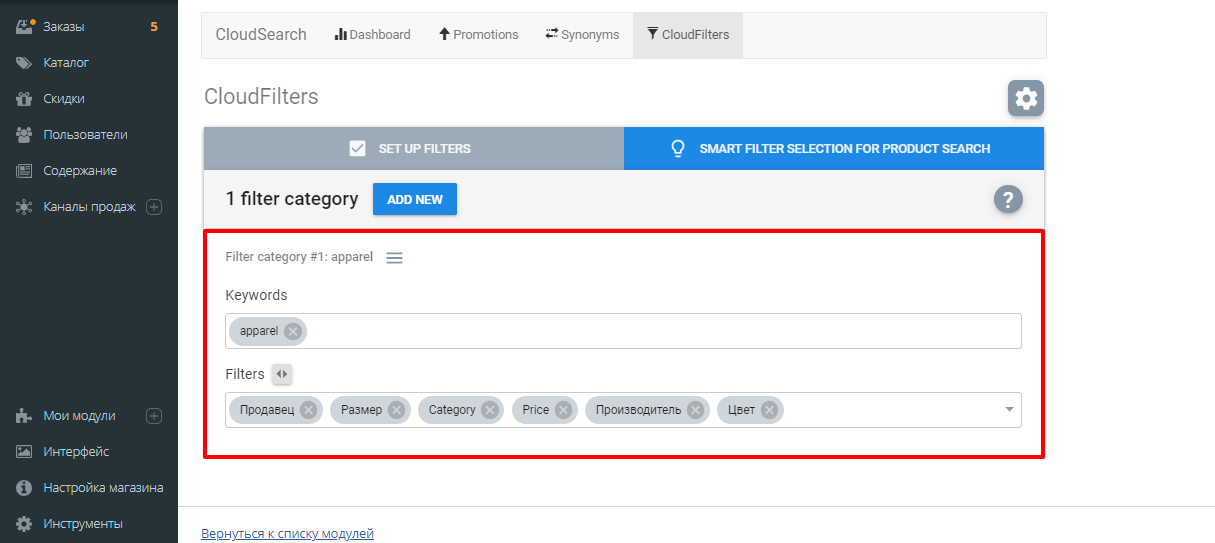 Заказы 5
Каталог
Скидки
Пользователи
Содержание
Каналы продаж
Мои модули
Интерфейс
Настройка магазина
Инструменты
CloudSearch Dashboard Promotions Synonyms CloudFilters
CloudFilters
SET UP FILTERS SMART FILTER SELECTION FOR PRODUCT SEARCH
1 filter category ADD NEW ?
Filter category #1: apparel
Keywords
apparel
Filters
Продавец Размер Category Price Производитель Цвет
Вернуться к списку модулей